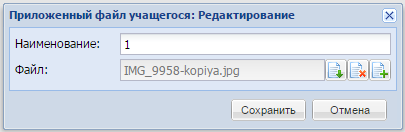 Приложенный файл учащегося: Редактирование
Наименование: 1
Файл: IMG_9958-kopiya.jpg
Сохранить Отмена